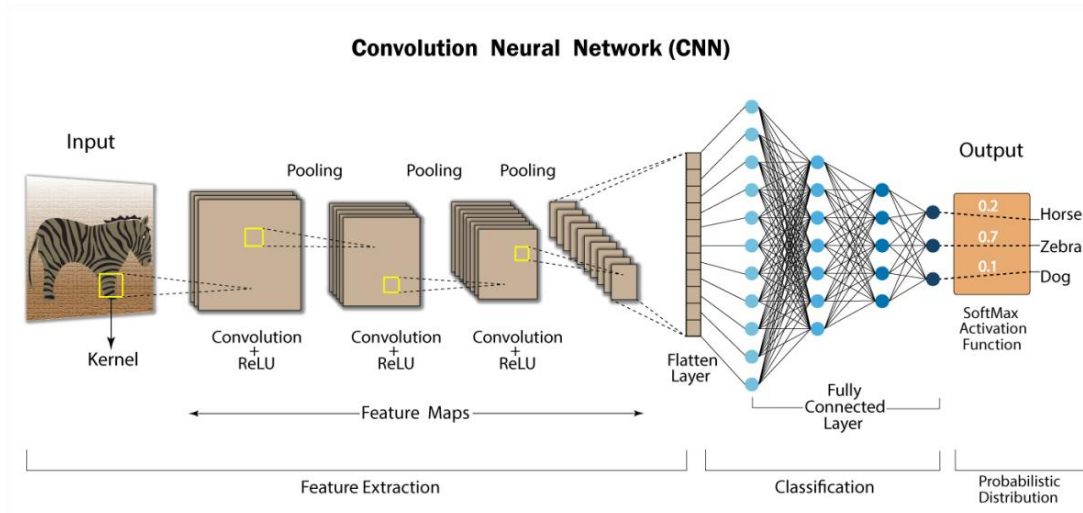 Convolution Neural Network (CNN)
Input
Kernel
Pooling
Pooling
Pooling
Convolution
+
ReLU
Convolution
+
ReLU
Convolution
+
ReLU
Feature Maps
Flatten
Layer
Fully
Connected
Layer
Output
0.2
Horse
0.7
Zebra
0.1
Dog
SoftMax
Activation
Function
Feature Extraction
Classification
Probabilistic
Distribution